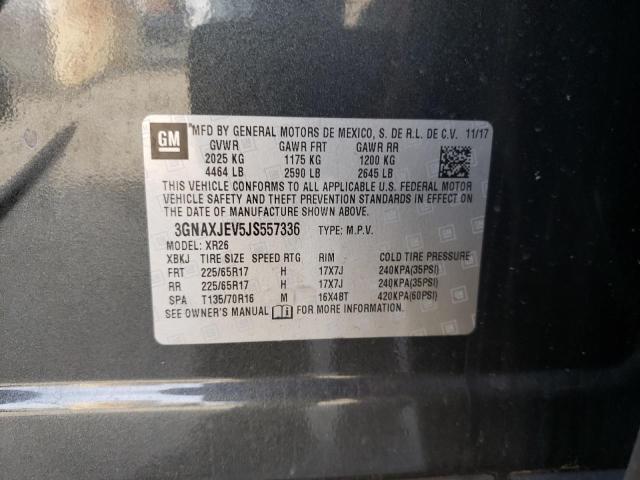 GM MFD BY GENERAL MOTORS DE MEXICO, S. DE R.L. DE C.V. 11/17
GVWR GAWR FRT GAWR RR
2025 KG 1175 KG 1200 KG
4464 LB 2590 LB 2645 LB
THIS VEHICLE CONFORMS TO ALL APPLICABLE U.S. FEDERAL MOTOR
VEHICLE SAFETY AND THEFT PREVENTION STANDARDS IN EFFECT ON THE
DATE OF MANUFACTURE SHOWN ABOVE.
3GNAXJEV5JS557336 TYPE: M.P.V.
MODEL: XR26
XBKJ TIRE SIZE SPEED RTG RIM COLD TIRE PRESSURE
FRT 225/65R17 H 17X7J 240KPA(35PSI)
RR 225/65R17 H 17X7J 240KPA(35PSI)
SPA T135/70R16 M 16X4BT 420KPA(60PSI)
SEE OWNER'S MANUAL FOR MORE INFORMATION.